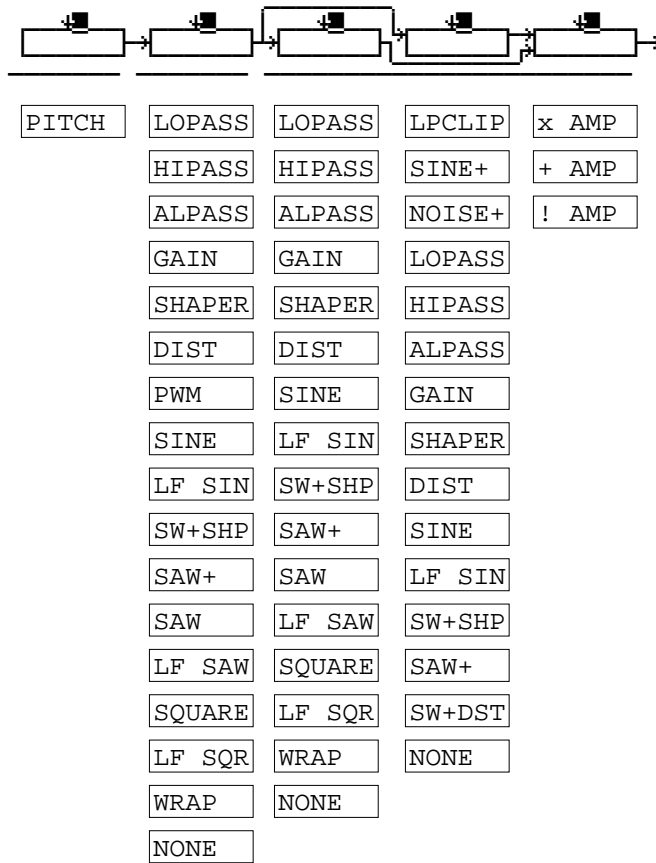 PITCH LOPASS LOPASS LPCLIP x AMP
HIPASS HIPASS SINE+ + AMP
ALPASS ALPASS NOISE+ ! AMP
GAIN GAIN LOPASS
SHAPER SHAPER HIPASS
DIST DIST ALPASS
PWM SINE GAIN
SINE LF SIN SHAPER
LF SIN SW+SHP DIST
SW+SHP SAW+ SINE
SAW+ SAW LF SIN
SAW LF SAW SW+SHP
LF SAW SQUARE SAW+
SQUARE LF SQR SW+DST
LF SQR WRAP NONE
WRAP NONE
NONE